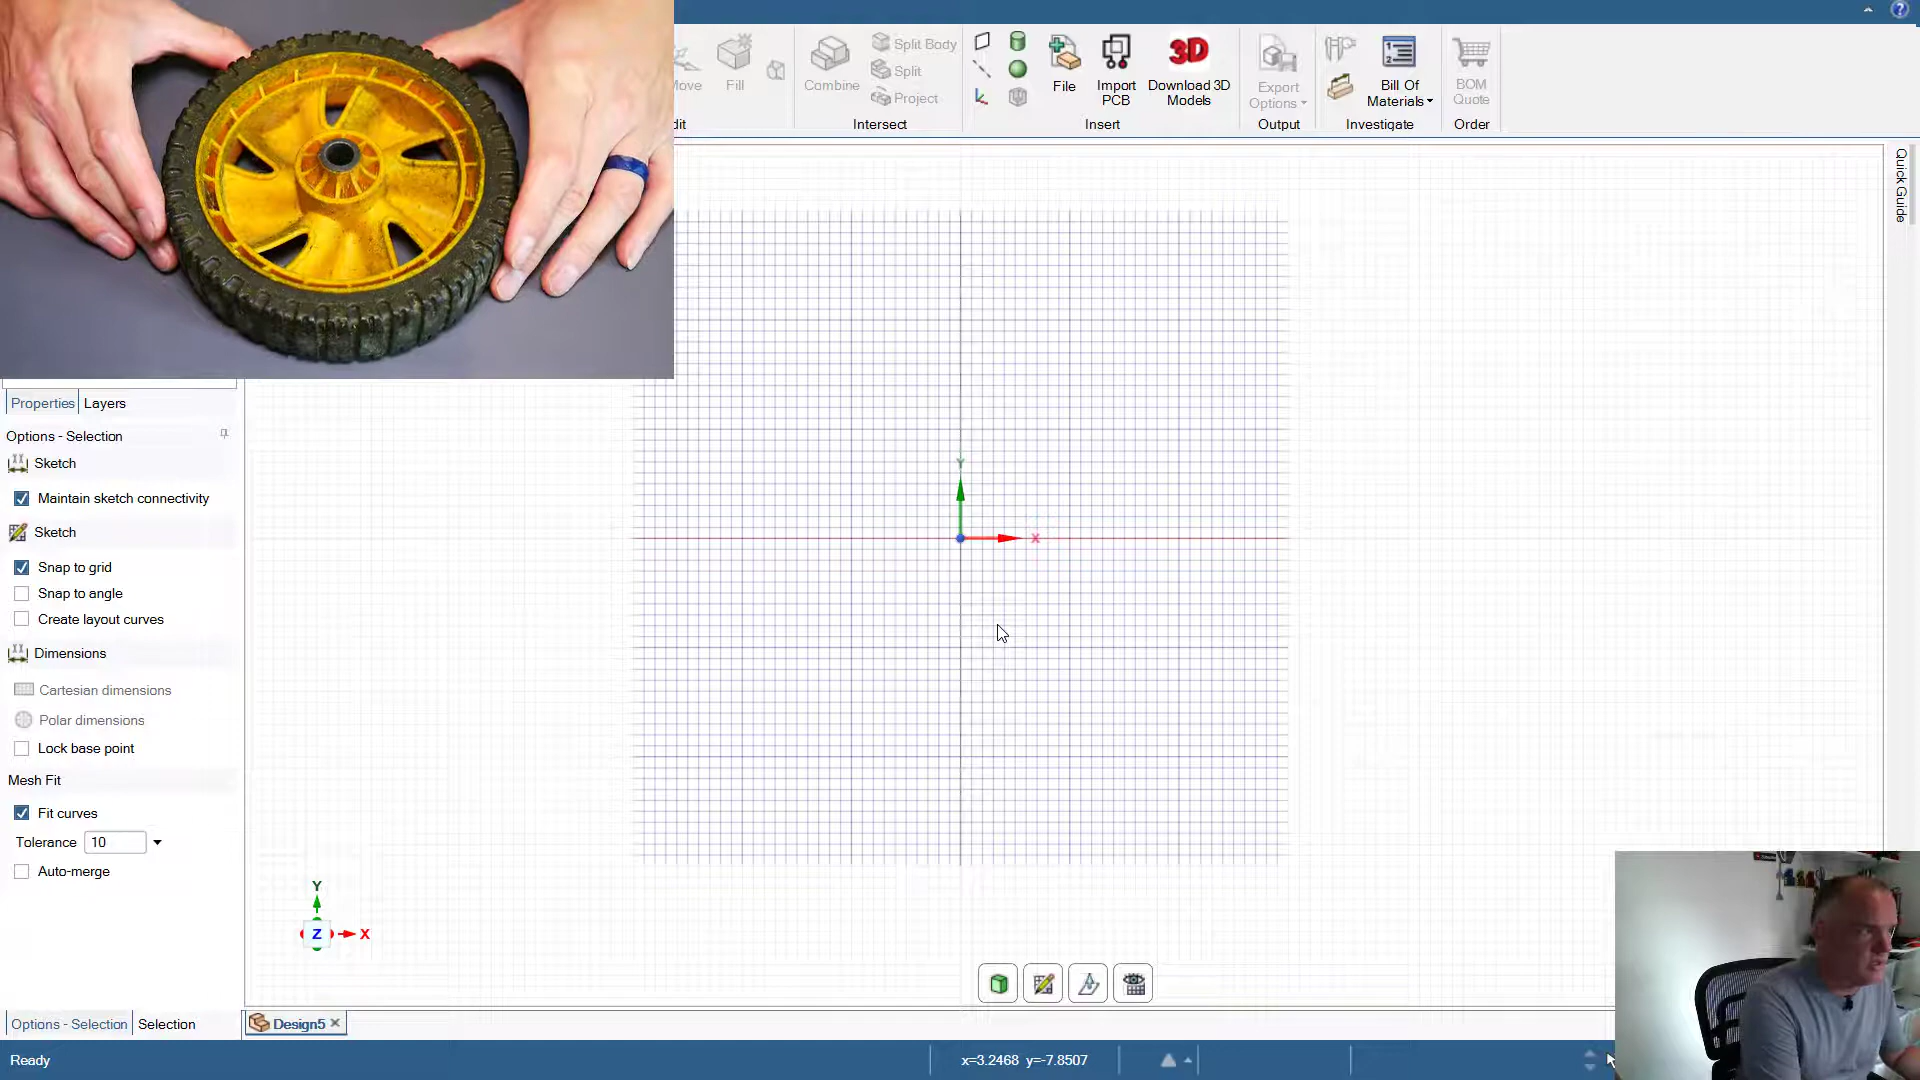 Split Body
Split
Project
Move
Fill
Combine
File
Import
PCB
Download 3D
Models
Export
Options
Bill Of
Materials
BOM
Quote
dit
Intersect
Insert
Output
Investigate
Order
3D
Quick Guide
Properties
Layers
Options - Selection
Sketch
Maintain sketch connectivity
Sketch
Snap to grid
Snap to angle
Create layout curves
Dimensions
Cartesian dimensions
Polar dimensions
Lock base point
Mesh Fit
Fit curves
Tolerance 10
Auto-merge
Y
X
Y
Z
X
Options - Selection
Selection
Design5
Ready
x=3.2468 y=-7.8507